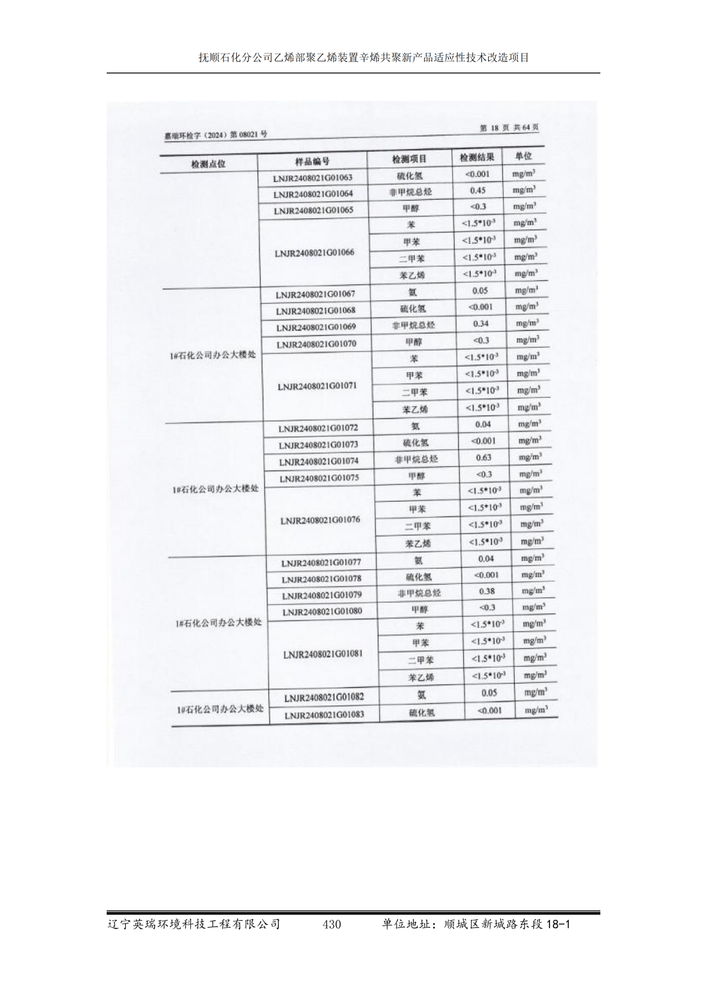 抚顺石化分公司乙烯部聚乙烯装置辛烯共聚新产品适应性技术改造项目
嘉瑞环检字（2024）第 08021 号 第 18 页 共 64 页
检测点位 样品编号 检测项目 检测结果 单位
LNJR2408021G01063 硫化氢 <0.001 mg/m³
LNJR2408021G01064 非甲烷总烃 0.45 mg/m³
LNJR2408021G01065 甲醇 <0.3 mg/m³
LNJR2408021G01066 苯 <1.5*10⁻³ mg/m³
甲苯 <1.5*10⁻³ mg/m³
二甲苯 <1.5*10⁻³ mg/m³
苯乙烯 <1.5*10⁻³ mg/m³
1#石化公司办公大楼处 LNJR2408021G01067 氨 0.05 mg/m³
LNJR2408021G01068 硫化氢 <0.001 mg/m³
LNJR2408021G01069 非甲烷总烃 0.34 mg/m³
LNJR2408021G01070 甲醇 <0.3 mg/m³
LNJR2408021G01071 苯 <1.5*10⁻³ mg/m³
甲苯 <1.5*10⁻³ mg/m³
二甲苯 <1.5*10⁻³ mg/m³
苯乙烯 <1.5*10⁻³ mg/m³
1#石化公司办公大楼处 LNJR2408021G01072 氨 0.04 mg/m³
LNJR2408021G01073 硫化氢 <0.001 mg/m³
LNJR2408021G01074 非甲烷总烃 0.63 mg/m³
LNJR2408021G01075 甲醇 <0.3 mg/m³
LNJR2408021G01076 苯 <1.5*10⁻³ mg/m³
甲苯 <1.5*10⁻³ mg/m³
二甲苯 <1.5*10⁻³ mg/m³
苯乙烯 <1.5*10⁻³ mg/m³
1#石化公司办公大楼处 LNJR2408021G01077 氨 0.04 mg/m³
LNJR2408021G01078 硫化氢 <0.001 mg/m³
LNJR2408021G01079 非甲烷总烃 0.38 mg/m³
LNJR2408021G01080 甲醇 <0.3 mg/m³
LNJR2408021G01081 苯 <1.5*10⁻³ mg/m³
甲苯 <1.5*10⁻³ mg/m³
二甲苯 <1.5*10⁻³ mg/m³
苯乙烯 <1.5*10⁻³ mg/m³
1#石化公司办公大楼处 LNJR2408021G01082 氨 0.05 mg/m³
LNJR2408021G01083 硫化氢 <0.001 mg/m³
辽宁英瑞环境科技工程有限公司 430 单位地址：顺城区新城路东段 18-1